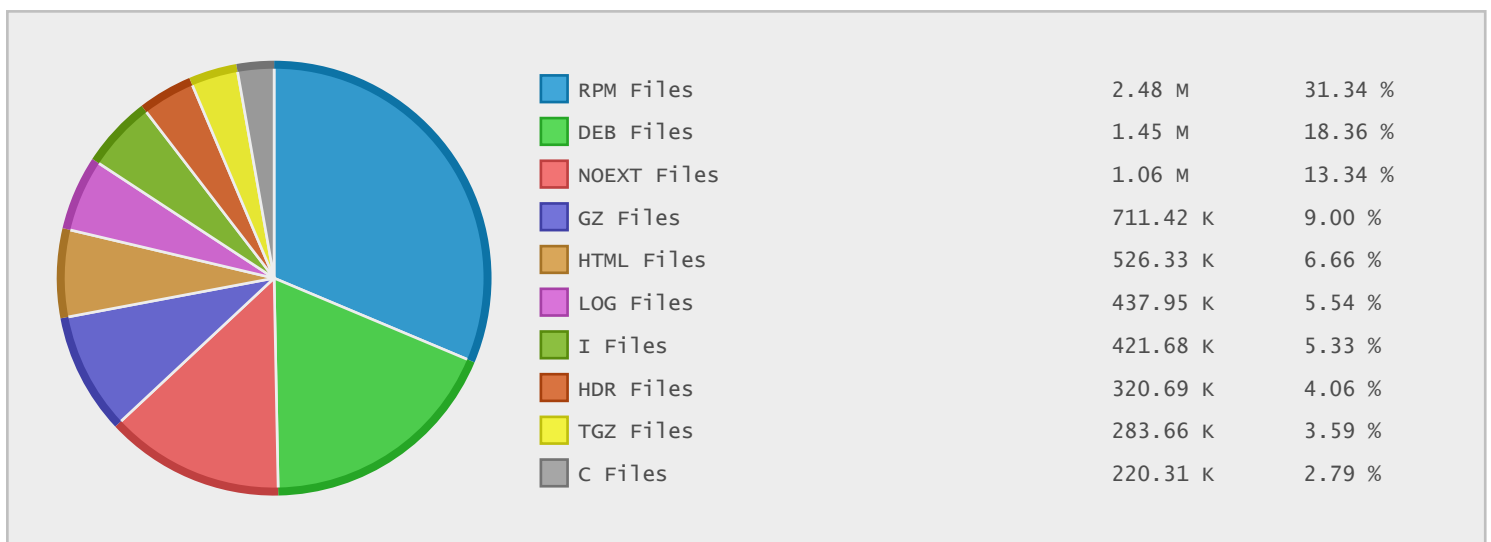 RPM Files 2.48 M 31.34 %
DEB Files 1.45 M 18.36 %
NOEXT Files 1.06 M 13.34 %
GZ Files 711.42 K 9.00 %
HTML Files 526.33 K 6.66 %
LOG Files 437.95 K 5.54 %
I Files 421.68 K 5.33 %
HDR Files 320.69 K 4.06 %
TGZ Files 283.66 K 3.59 %
C Files 220.31 K 2.79 %